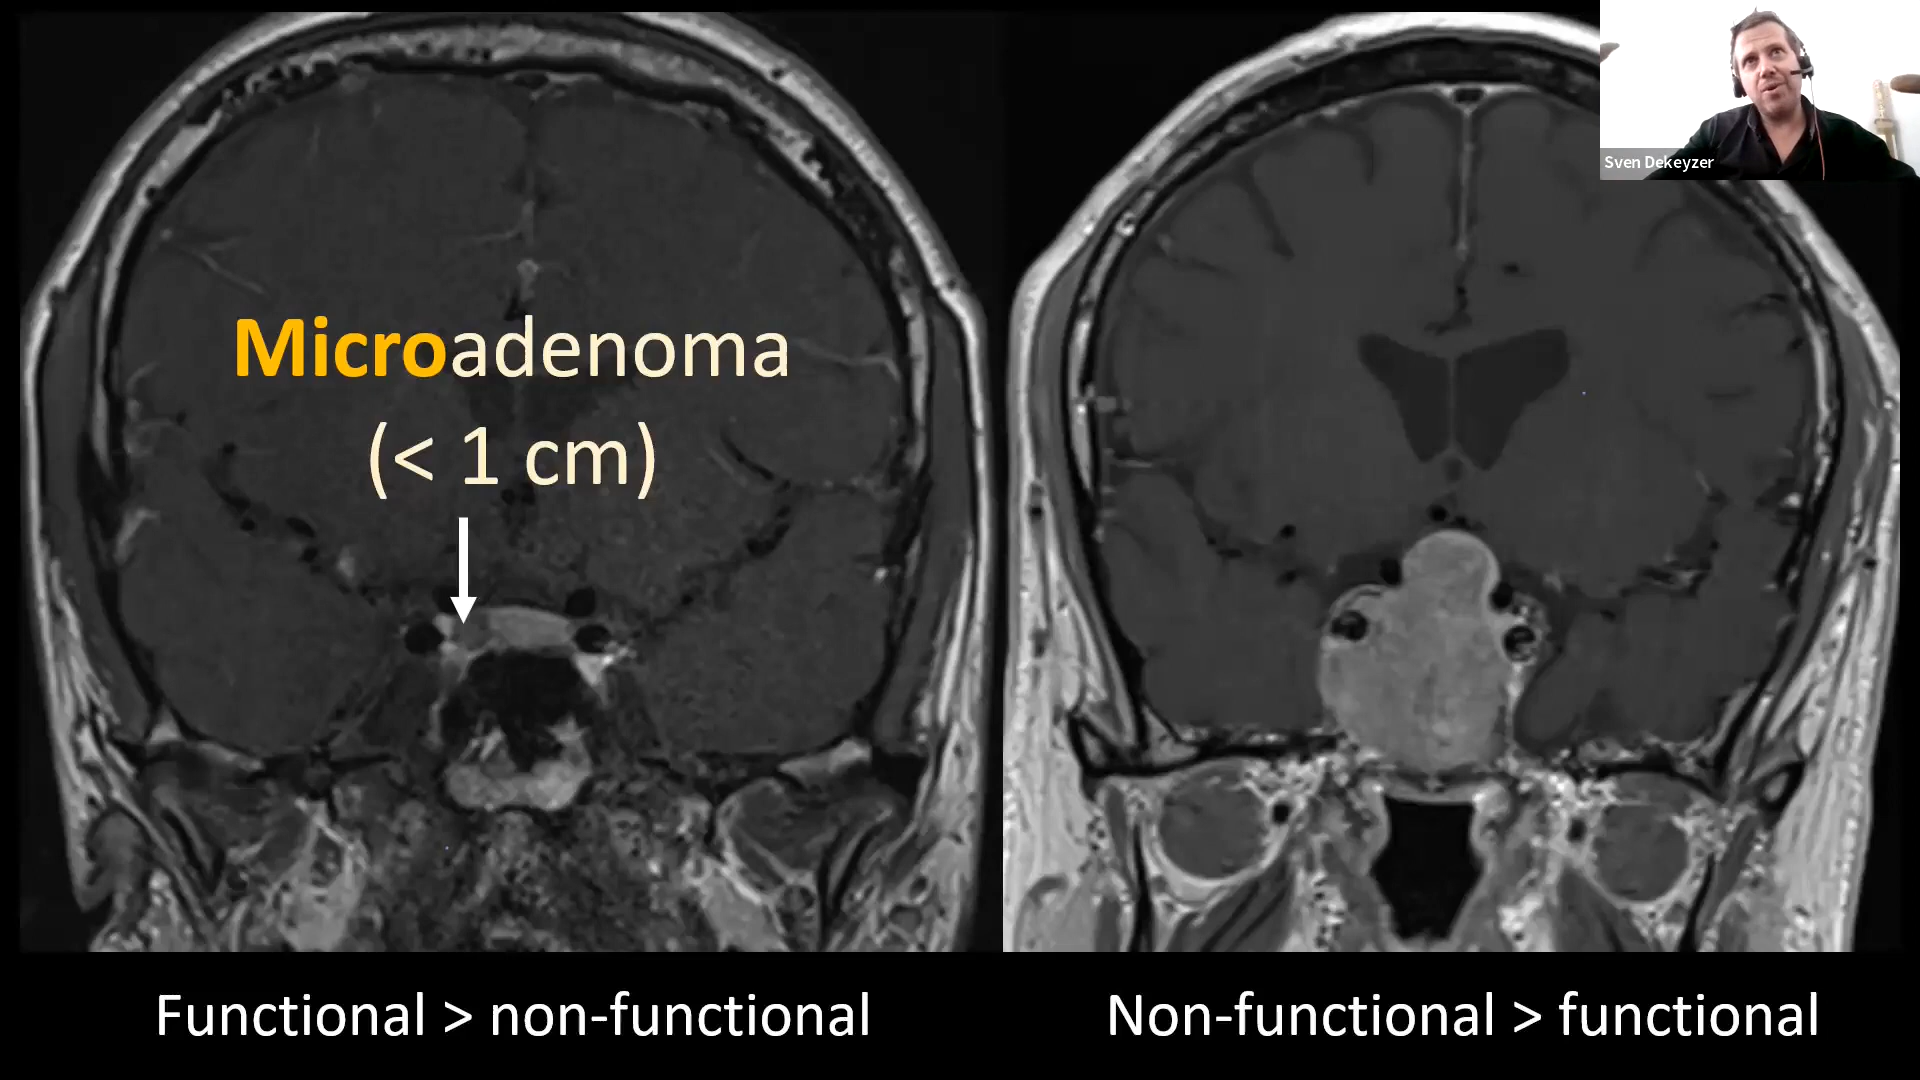 Sven Dekeyzer
Microadenoma
(< 1 cm)
Functional > non-functional
Non-functional > functional